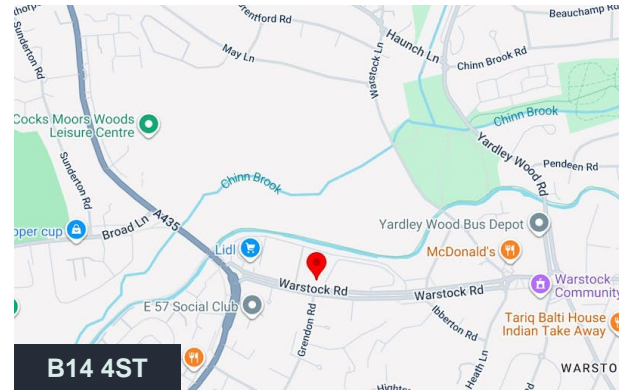 Sunderton Rd
Brentford Rd
Beauchamp Rd
Haunch Ln
May Ln
Warstock Ln
Chinn Brook Rd
Cocks Moors Woods
Leisure Centre
Chinn Brook
Yardley Wood Rd
Sunderton Rd
Pendeen Rd
Chinn Brook
A435
Yardley Wood Bus Depot
Broad Ln
Lidl
McDonald's
Warstock Rd
Warstock Rd
Warstock
Community
E 57 Social Club
Grendon Rd
Ibberton Rd
Tariq Balti House
Indian Take Away
Heath Ln
B14 4ST